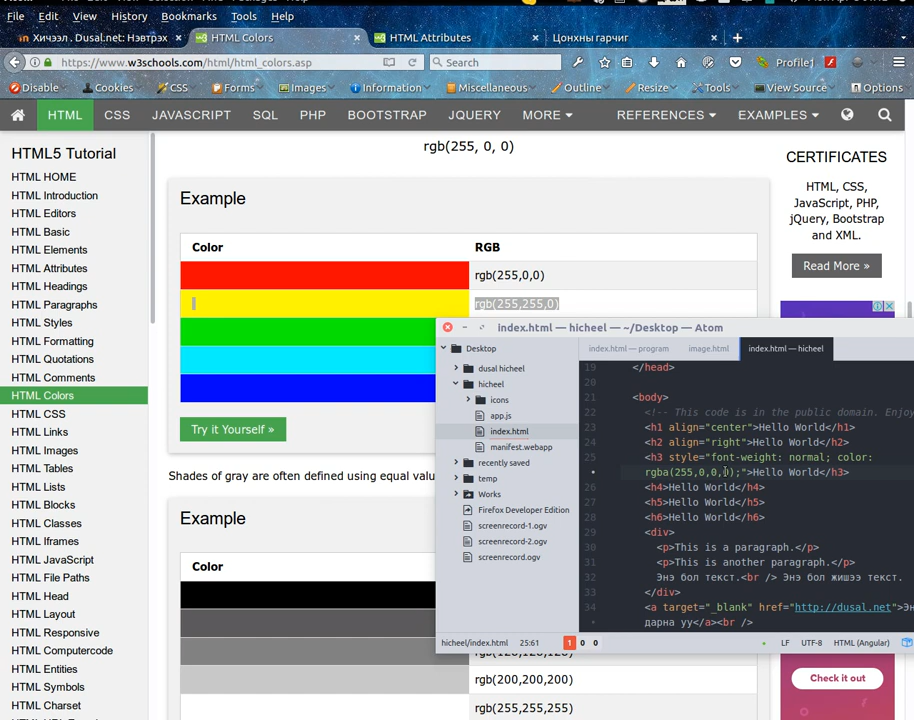 File Edit View History Bookmarks Tools Help
Хичээл . Dusal.net: Нэвтрэх
HTML Colors
HTML Attributes
Цонхны гарчиг
https://www.w3schools.com/html/html_colors.asp
Search
Profile
Disable Cookies CSS Forms Images Information Miscellaneous Outline Resize Tools View Source Options
HTML CSS JAVASCRIPT SQL PHP BOOTSTRAP JQUERY MORE REFERENCES EXAMPLES
HTML5 Tutorial
HTML HOME
HTML Introduction
HTML Editors
HTML Basic
HTML Elements
HTML Attributes
HTML Headings
HTML Paragraphs
HTML Styles
HTML Formatting
HTML Quotations
HTML Comments
HTML Colors
HTML CSS
HTML Links
HTML Images
HTML Tables
HTML Lists
HTML Blocks
HTML Classes
HTML Iframes
HTML JavaScript
HTML File Paths
HTML Head
HTML Layout
HTML Responsive
HTML Computercode
HTML Entities
HTML Symbols
HTML Charset
rgb(255, 0, 0)
Example
Color RGB
rgb(255,0,0)
rgb(255,255,0)
Try it Yourself »
Shades of gray are often defined using equal value
Example
Color
rgb(200,200,200)
rgb(255,255,255)
CERTIFICATES
HTML, CSS,
JavaScript, PHP,
jQuery, Bootstrap
and XML.
Read More »
Check it out
index.html — hicheel — ~/Desktop — Atom
Desktop
dusal hicheel
hicheel
icons
app.js
index.html
manifest.webapp
recently saved
temp
Works
Firefox Developer Edition
screenrecord-1.ogv
screenrecord-2.ogv
screenrecord.ogv
index.html — program
image.html
index.html — hicheel
19 </head>
20
21 <body>
22 <!-- This code is in the public domain. Enjoy
23 <h1 align="center">Hello World</h1>
24 <h2 align="right">Hello World</h2>
25 <h3 style="font-weight: normal; color:
• rgba(255,0,0,0);">Hello World</h3>
26 <h4>Hello World</h4>
27 <h5>Hello World</h5>
28 <h6>Hello World</h6>
29 <div>
30 <p>This is a paragraph.</p>
31 <p>This is another paragraph.</p>
32 Энэ бол текст.<br /> Энэ бол жишээ текст.
33 </div>
34 <a target="_blank" href="http://dusal.net">Эн
• дарна уу</a><br />
hicheel/index.html 25:61 1 0 0 LF UTF-8 HTML (Angular)